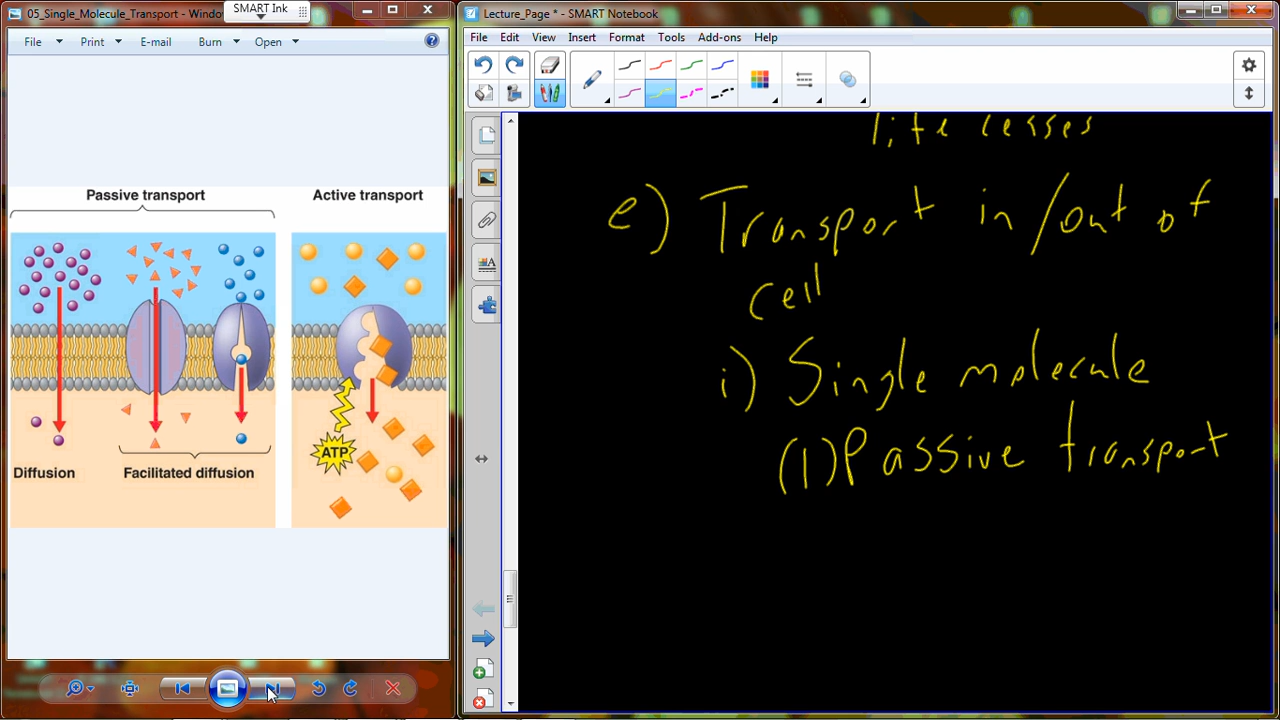 05_Single_Molecule_Transport - Windo
SMART Ink
File Print E-mail Burn Open
Passive transport
Active transport
ATP
Diffusion
Facilitated diffusion
Lecture_Page * - SMART Notebook
File Edit View Insert Format Tools Add-ons Help
e) Transport in/out of
cell
i) Single molecule
(1) Passive transport